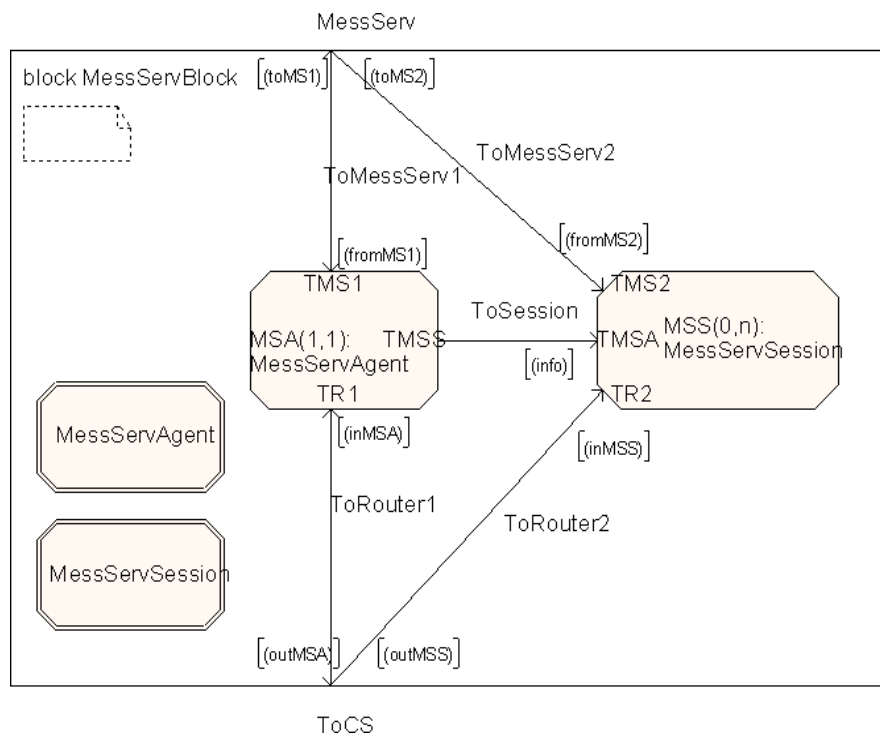 MessServ
block MessServBlock
[(toMS1)]
[(toMS2)]
ToMessServ2
ToMessServ1
[(fromMS1)]
[(fromMS2)]
TMS1
TMS2
ToSession
MSA(1,1):
MessServAgent
TMSS
TMSA
MSS(0,n):
MessServSession
[(info)]
TR1
TR2
[(inMSA)]
[(inMSS)]
MessServAgent
ToRouter1
ToRouter2
MessServSession
[(outMSA)]
[(outMSS)]
ToCS